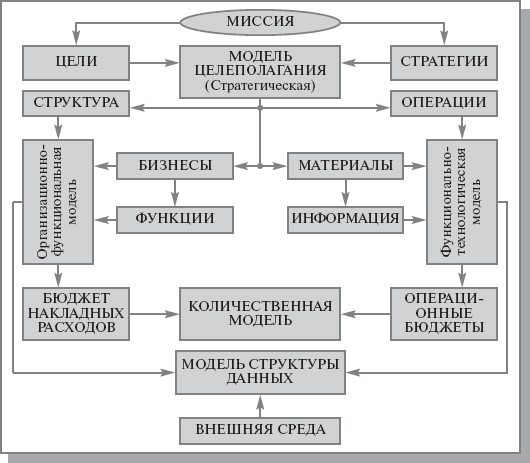 МИССИЯ
ЦЕЛИ
МОДЕЛЬ
ЦЕЛЕПОЛАГАНИЯ
(Стратегическая)
СТРАТЕГИИ
СТРУКТУРА
ОПЕРАЦИИ
Организационно-
функциональная
модель
БИЗНЕСЫ
МАТЕРИАЛЫ
Функционально-
технологическая
модель
ФУНКЦИИ
ИНФОРМАЦИЯ
БЮДЖЕТ
НАКЛАДНЫХ
РАСХОДОВ
КОЛИЧЕСТВЕННАЯ
МОДЕЛЬ
ОПЕРАЦИ-
ОННЫЕ
БЮДЖЕТЫ
МОДЕЛЬ СТРУКТУРЫ
ДАННЫХ
ВНЕШНЯЯ СРЕДА